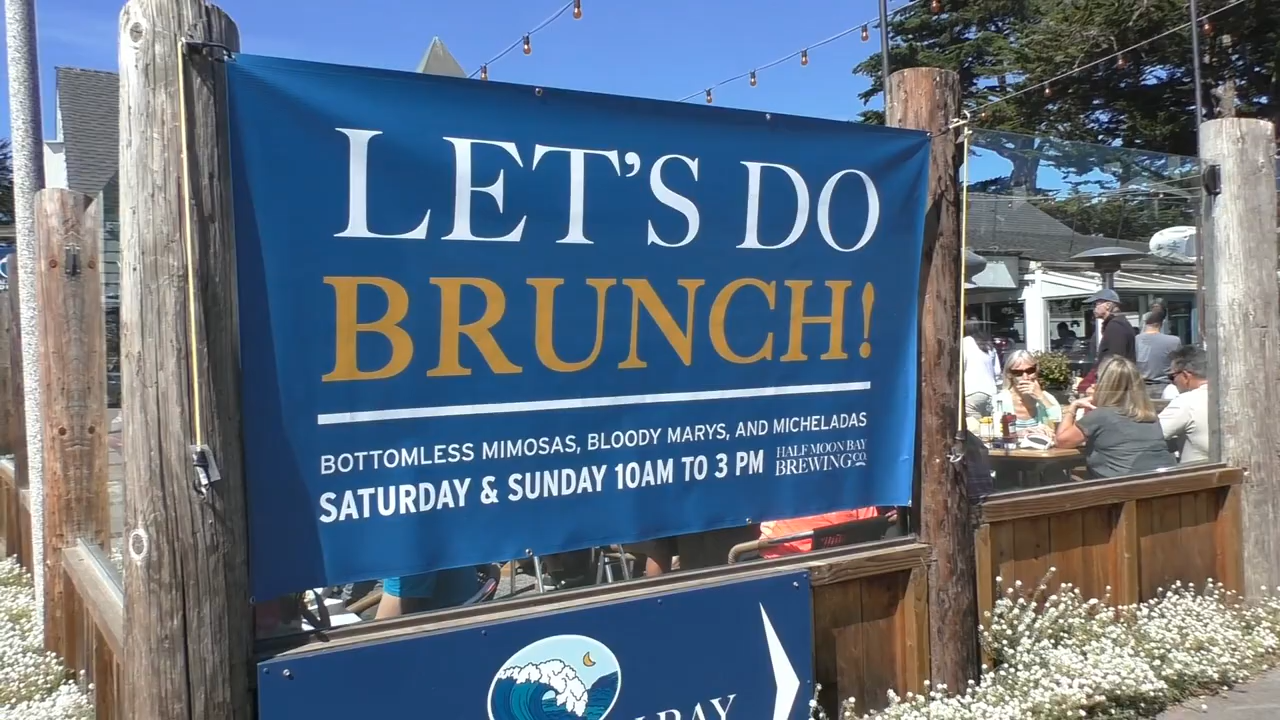 LET'S DO
BRUNCH!
BOTTOMLESS MIMOSAS, BLOODY MARYS, AND MICHELADAS
SATURDAY & SUNDAY 10AM TO 3 PM
HALF MOON BAY
BREWING CO.
BAY